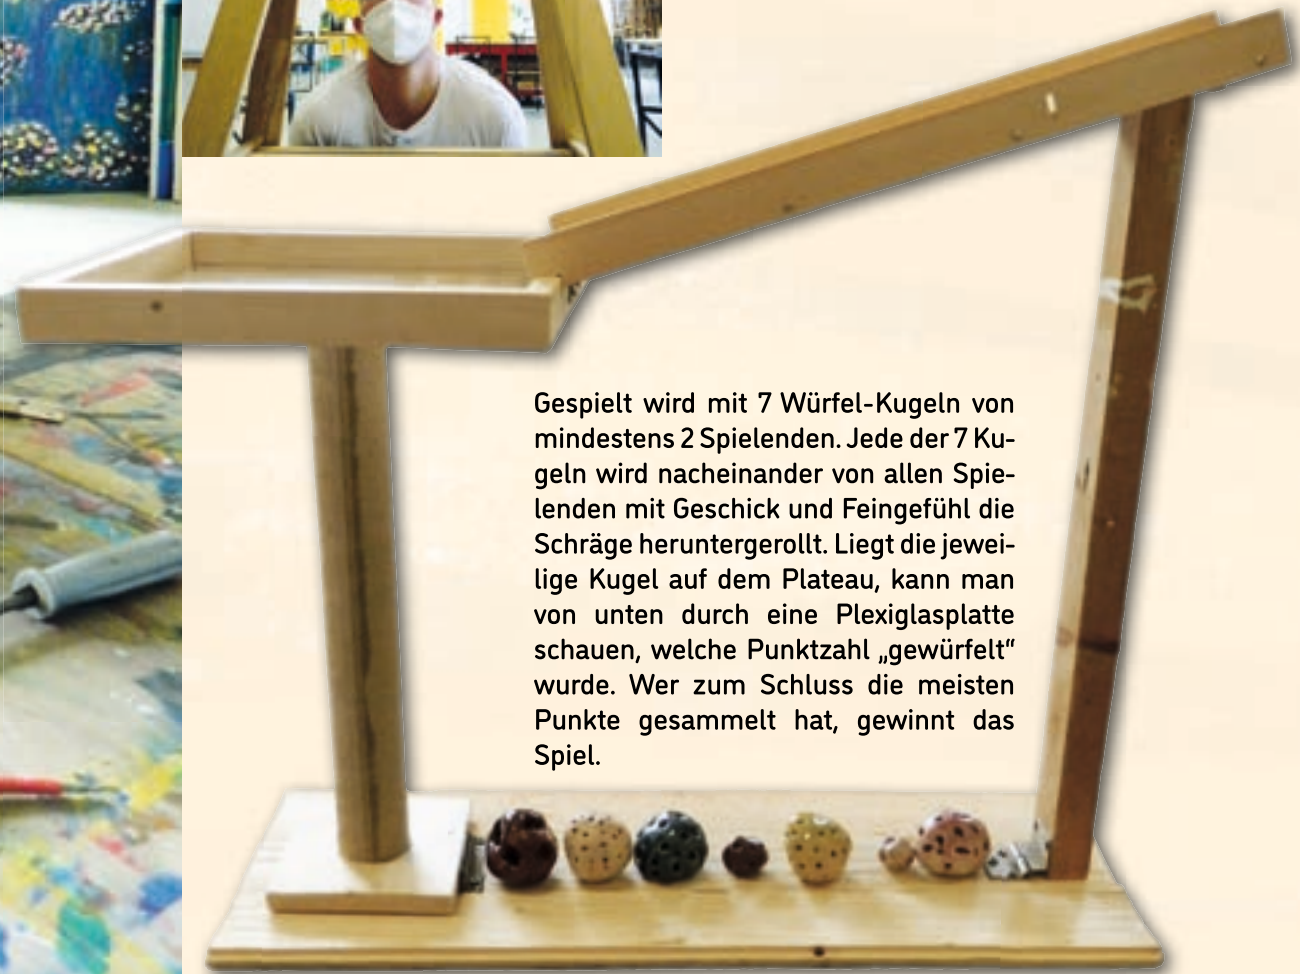 Gespielt wird mit 7 Würfel-Kugeln von
mindestens 2 Spielenden. Jede der 7 Ku-
geln wird nacheinander von allen Spie-
lenden mit Geschick und Feingefühl die
Schräge heruntergerollt. Liegt die jewei-
lige Kugel auf dem Plateau, kann man
von unten durch eine Plexiglasplatte
schauen, welche Punktzahl „gewürfelt“
wurde. Wer zum Schluss die meisten
Punkte gesammelt hat, gewinnt das
Spiel.